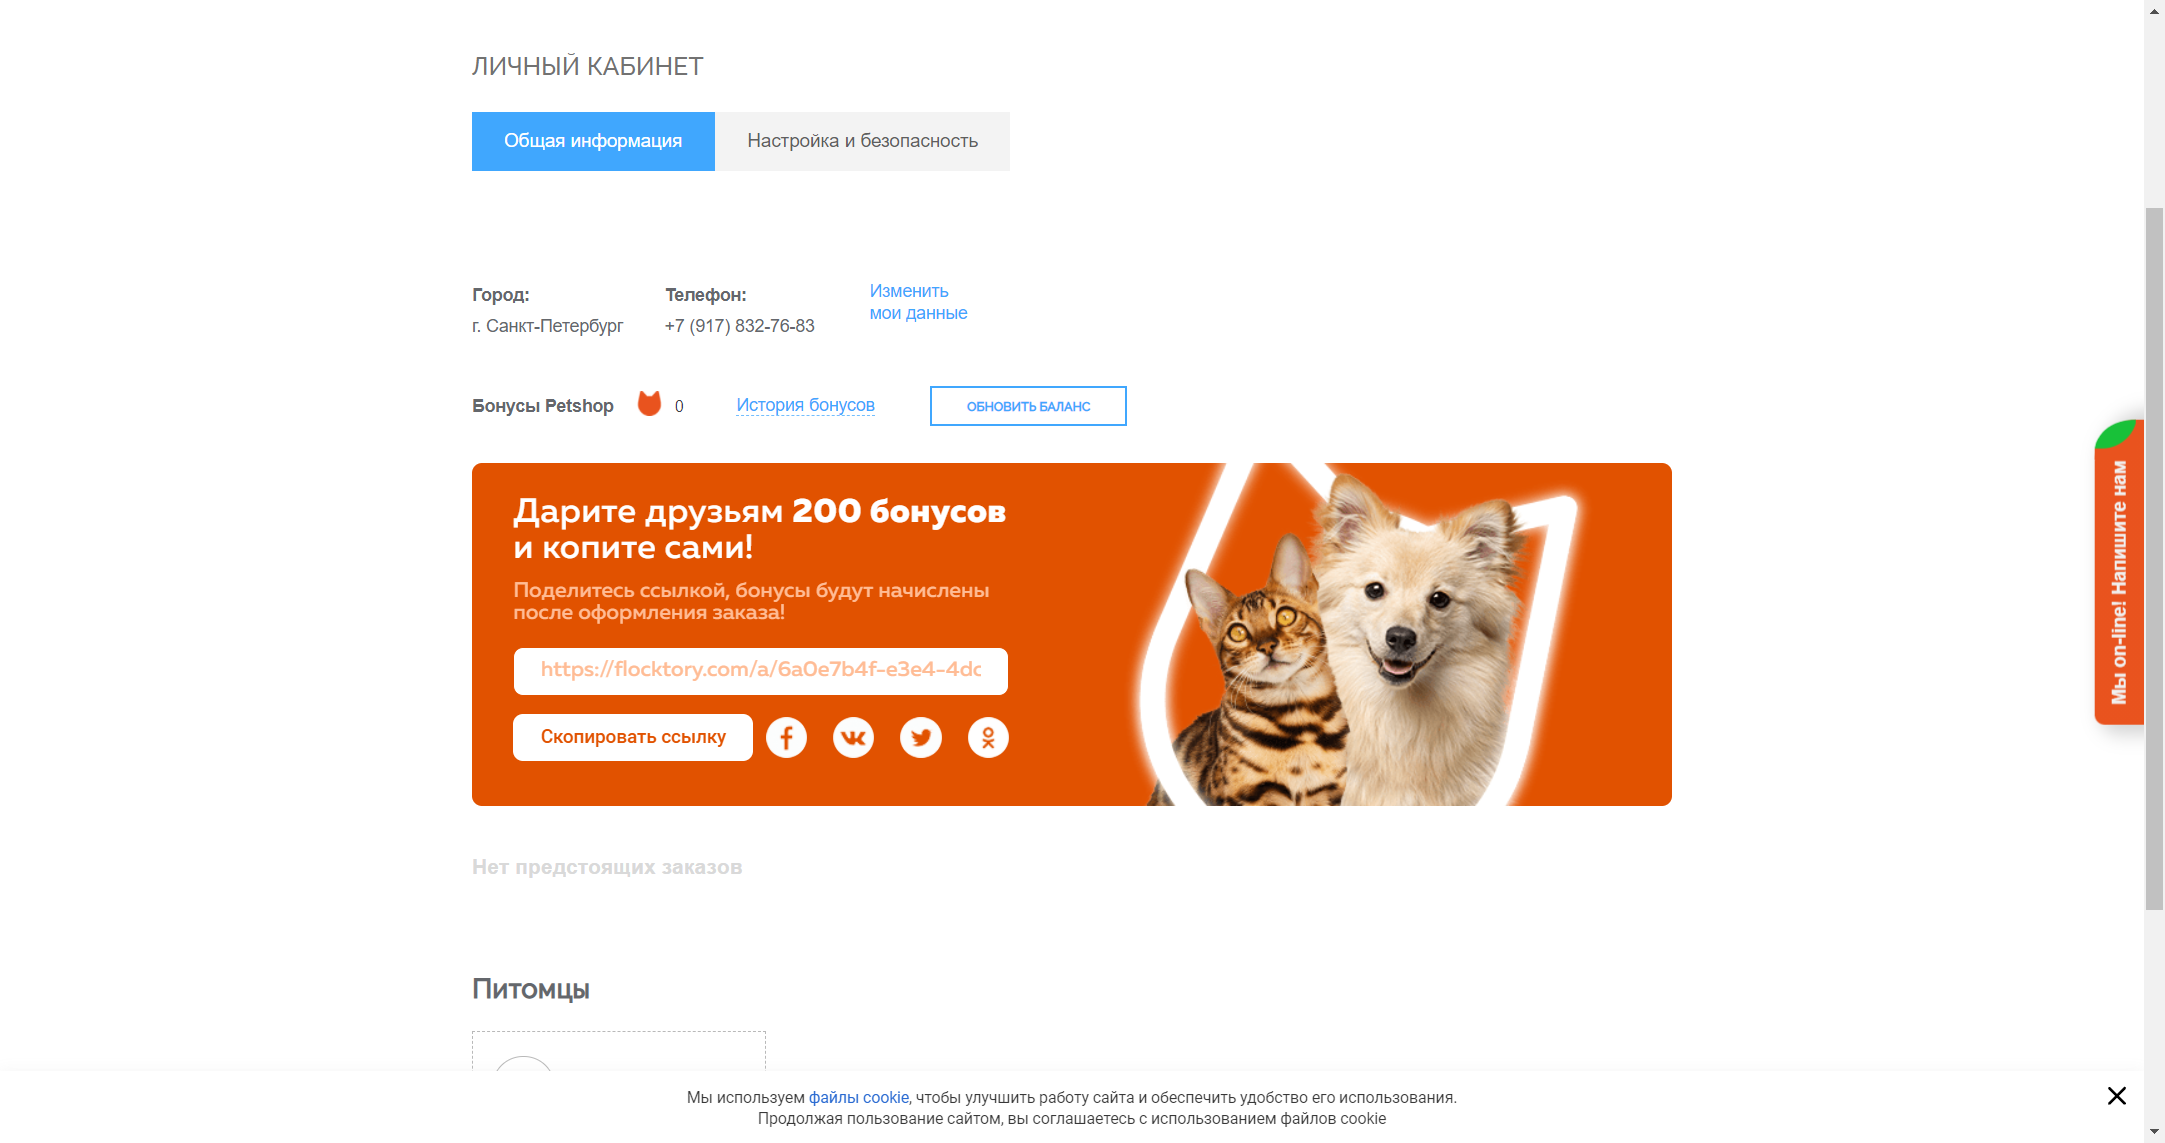 ЛИЧНЫЙ КАБИНЕТ
Общая информация
Настройка и безопасность
Город:
Телефон:
Изменить
мои данные
г. Санкт-Петербург
+7 (917) 832-76-83
Бонусы Petshop
0
История бонусов
ОБНОВИТЬ БАЛАНС
Дарите друзьям 200 бонусов
и копите сами!
Поделитесь ссылкой, бонусы будут начислены
после оформления заказа!
https://flocktory.com/a/6a0e7b4f-e3e4-4dc
Скопировать ссылку
Мы on-line! Напишите нам
Нет предстоящих заказов
Питомцы
Мы используем файлы cookie, чтобы улучшить работу сайта и обеспечить удобство его использования.
Продолжая пользование сайтом, вы соглашаетесь с использованием файлов cookie